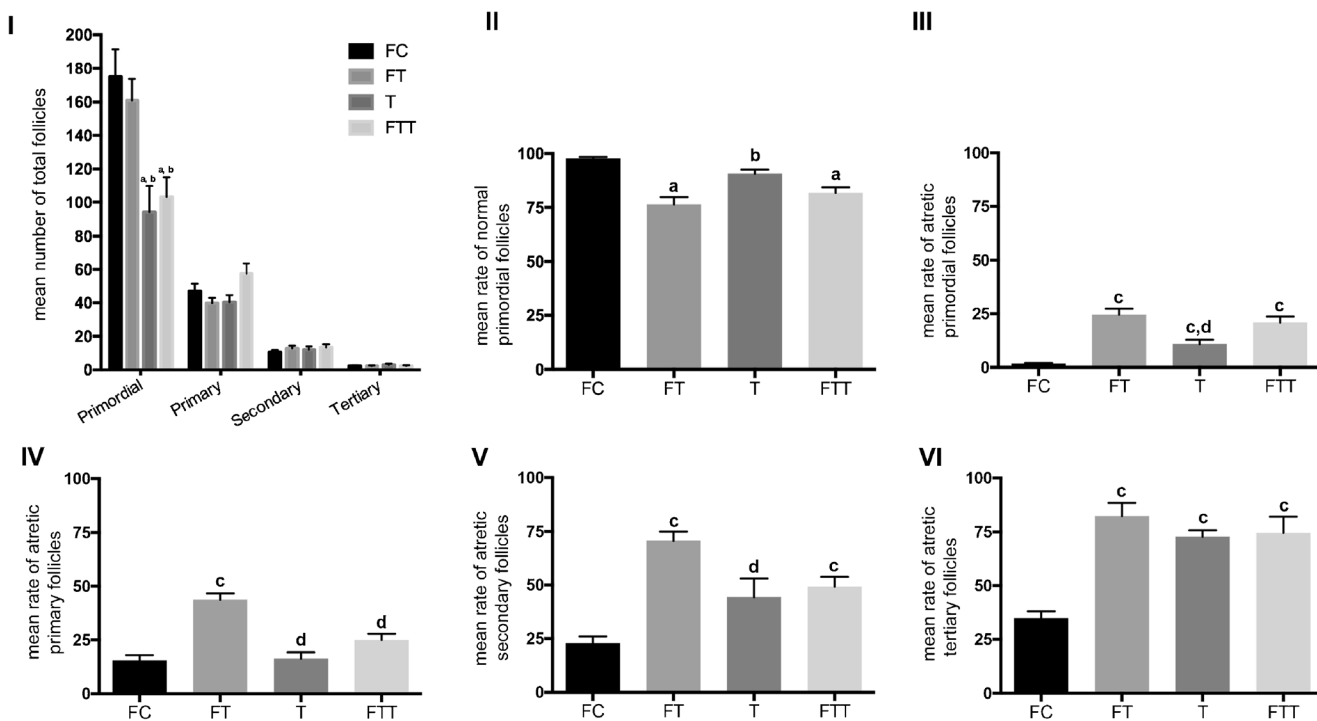 I
mean number of total follicles
200
180
160
140
120
100
80
60
40
20
0
a, b
a, b
FC
FT
T
FTT
Primordial
Primary
Secondary
Tertiary
II
mean rate of normal
primordial follicles
100
75
50
25
0
a
b
a
FC
FT
T
FTT
III
mean rate of atretic
primordial follicles
100
50
25
0
c
c,d
c
FC
FT
T
FTT
IV
mean rate of atretic
primary follicles
100
75
50
25
0
c
d
d
FC
FT
T
FTT
V
mean rate of atretic
secondary follicles
100
75
50
25
0
c
d
c
FC
FT
T
FTT
VI
mean rate of atretic
tertiary follicles
100
75
50
25
0
c
c
c
FC
FT
T
FTT